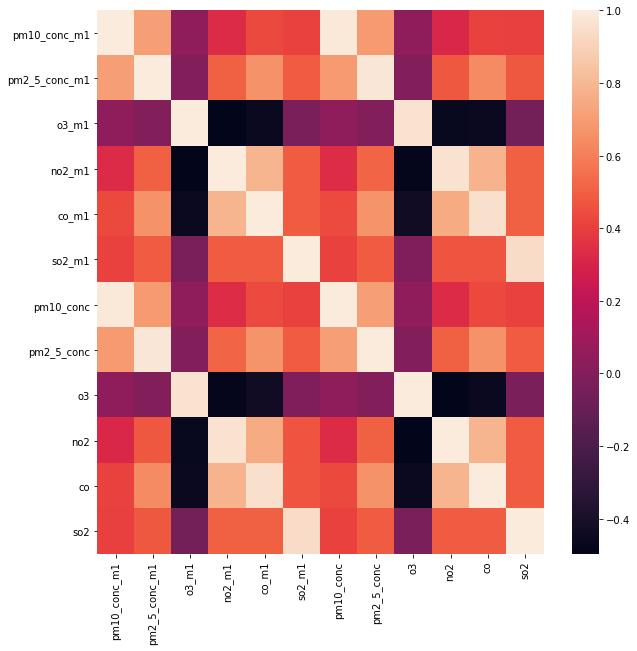 pm10_conc_m1
pm2_5_conc_m1
o3_m1
no2_m1
co_m1
so2_m1
pm10_conc
pm2_5_conc
o3
no2
co
so2
pm10_conc_m1
pm2_5_conc_m1
o3_m1
no2_m1
co_m1
so2_m1
pm10_conc
pm2_5_conc
o3
no2
co
so2
1.0
0.8
0.6
0.4
0.2
0.0
−0.2
−0.4